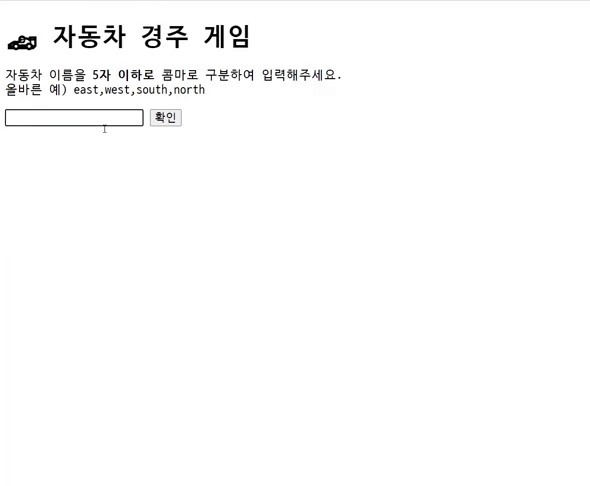 자동차 경주 게임
자동차 이름을 5자 이하로 콤마로 구분하여 입력해주세요.
올바른 예) east,west,south,north
확인